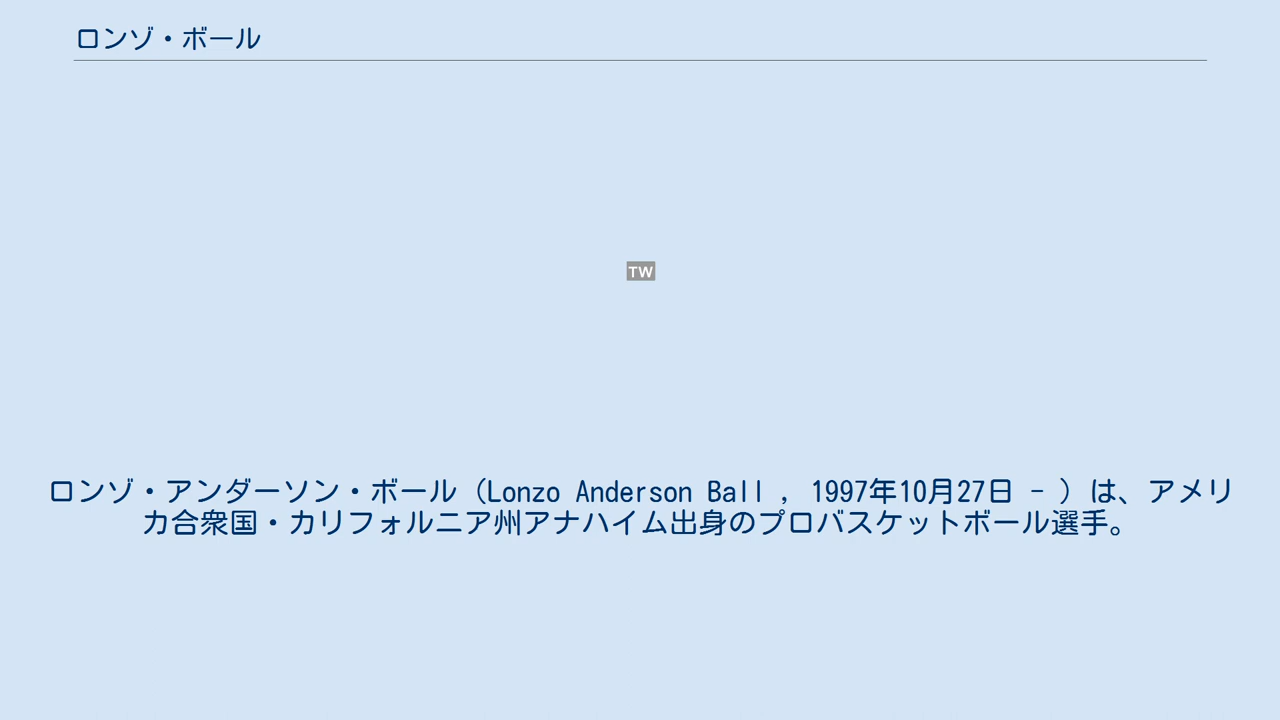 ロンゾ・ボール
TW
ロンゾ・アンダーソン・ボール（Lonzo Anderson Ball , 1997年10月27日 - ）は、アメリ
カ合衆国・カリフォルニア州アナハイム出身のプロバスケットボール選手。